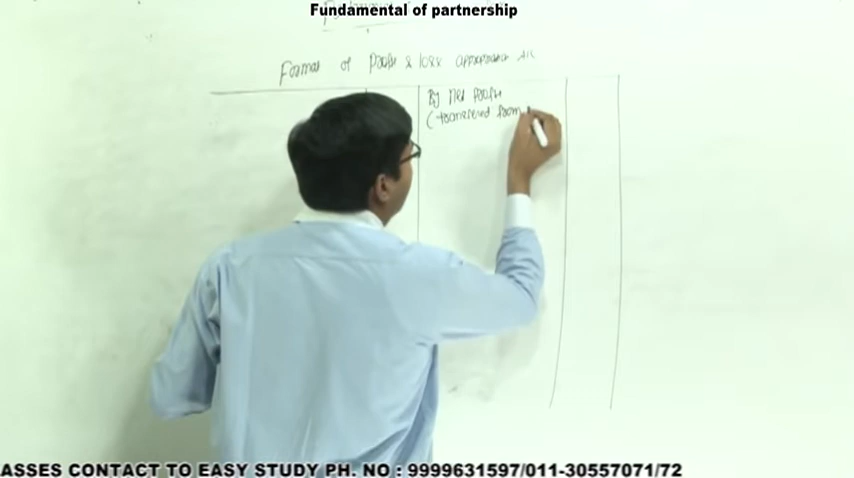 Fundamental of partnership
Format of Profit & loss appropriation A/c
By Net Profit
(transferred from
ASSES CONTACT TO EASY STUDY PH. NO : 9999631597/011-30557071/72